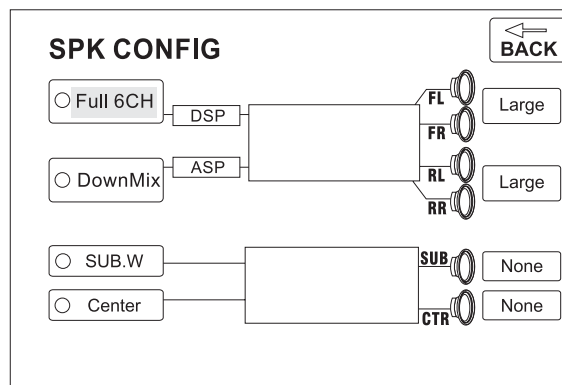 SPK CONFIG
BACK
Full 6CH
DSP
FL
Large
FR
DownMix
ASP
RL
Large
RR
SUB.W
SUB
None
Center
CTR
None